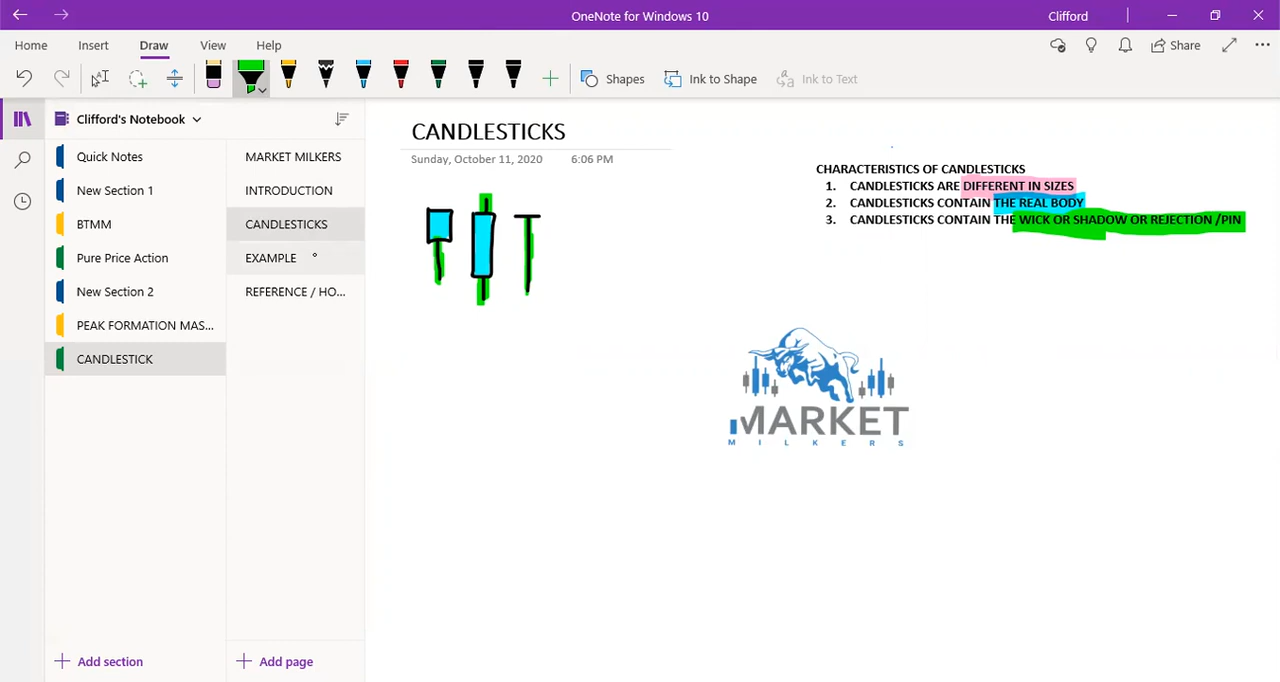 OneNote for Windows 10
Clifford
Home Insert Draw View Help
Share
Shapes Ink to Shape Ink to Text
Clifford's Notebook
Quick Notes
New Section 1
BTMM
Pure Price Action
New Section 2
PEAK FORMATION MAS...
CANDLESTICK
Add section
MARKET MILKERS
INTRODUCTION
CANDLESTICKS
EXAMPLE
REFERENCE / HO...
Add page
CANDLESTICKS
Sunday, October 11, 2020 6:06 PM
CHARACTERISTICS OF CANDLESTICKS
1. CANDLESTICKS ARE DIFFERENT IN SIZES
2. CANDLESTICKS CONTAIN THE REAL BODY
3. CANDLESTICKS CONTAIN THE WICK OR SHADOW OR REJECTION /PIN
MARKET
MILKERS